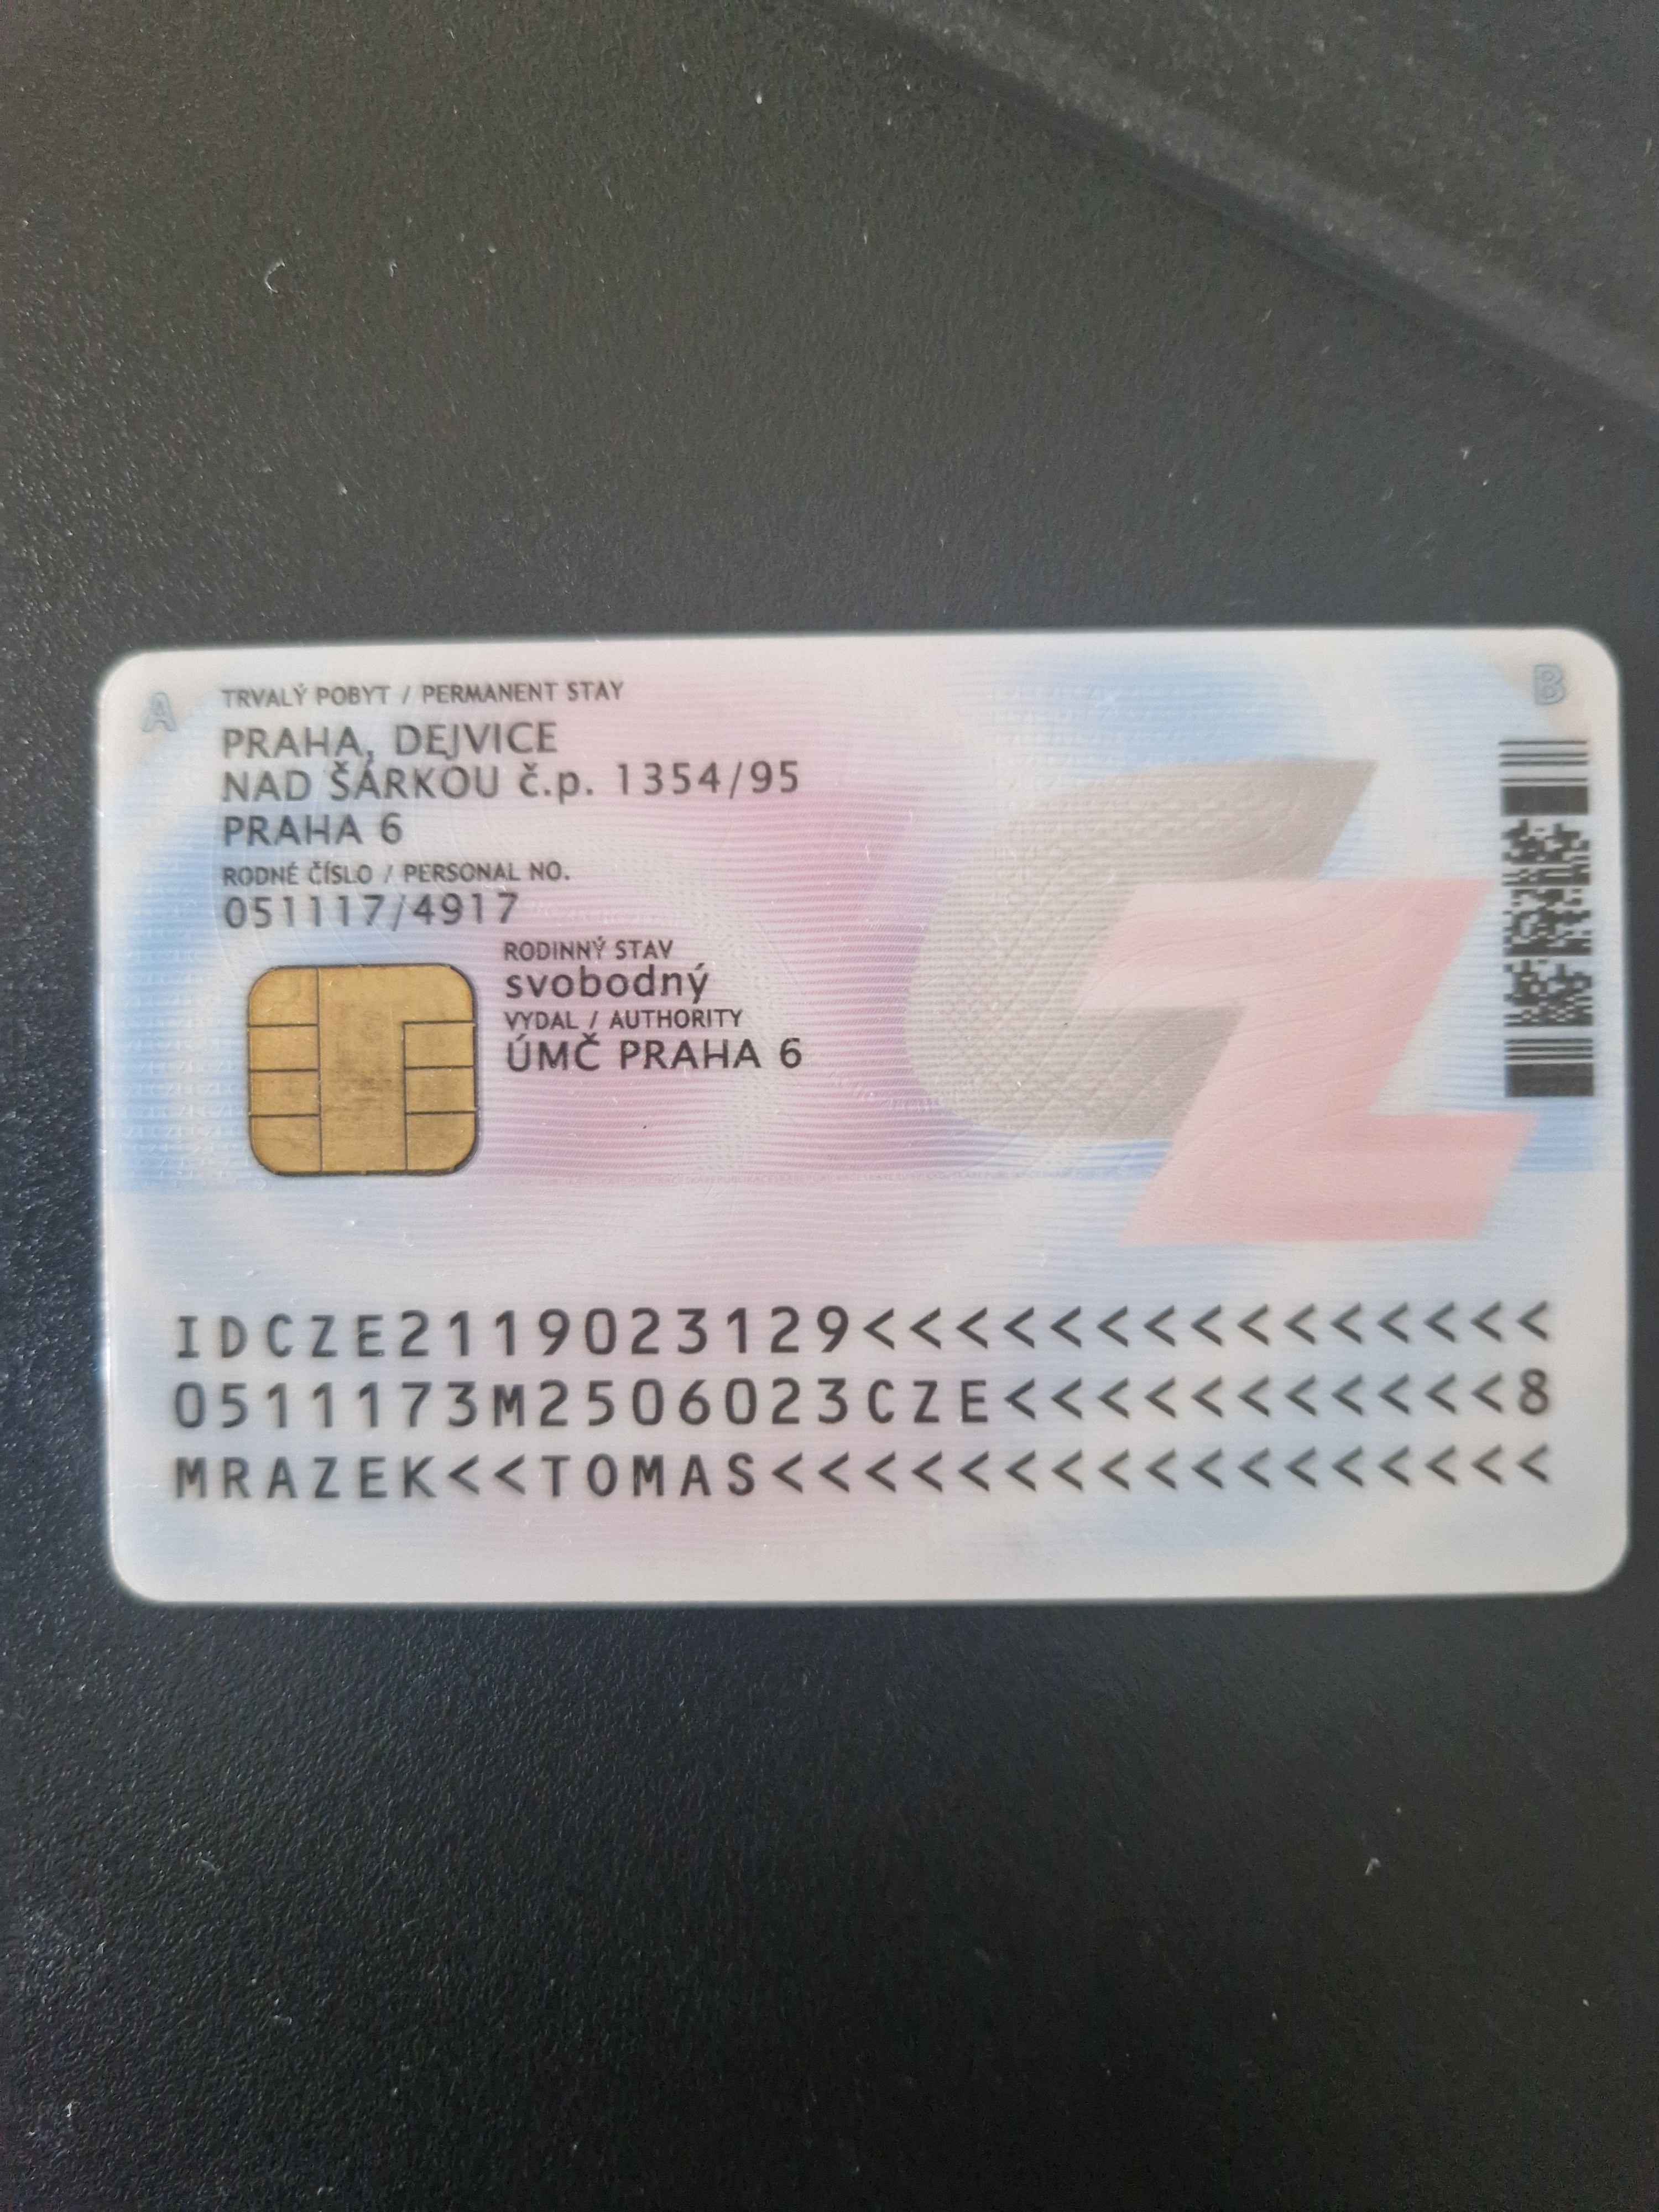 A
TRVALÝ POBYT / PERMANENT STAY
B
PRAHA, DEJVICE
NAD ŠÁRKOU č.p. 1354/95
PRAHA 6
RODNÉ ČÍSLO / PERSONAL NO.
051117/4917
RODINNÝ STAV
svobodný
VYDAL / AUTHORITY
ÚMČ PRAHA 6
CZ
IDCZE2119023129<<<<<<<<<<<<<<<
0511173M2506023CZE<<<<<<<<<<<8
MRAZEK<<TOMAS<<<<<<<<<<<<<<<<<